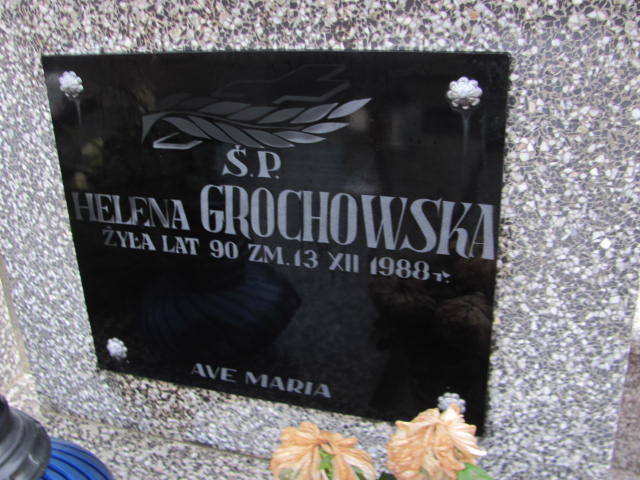 Ś.P.
HELENA GROCHOWSKA
ŻYŁA LAT 90 ZM. 13 XII 1988 r.
AVE MARIA